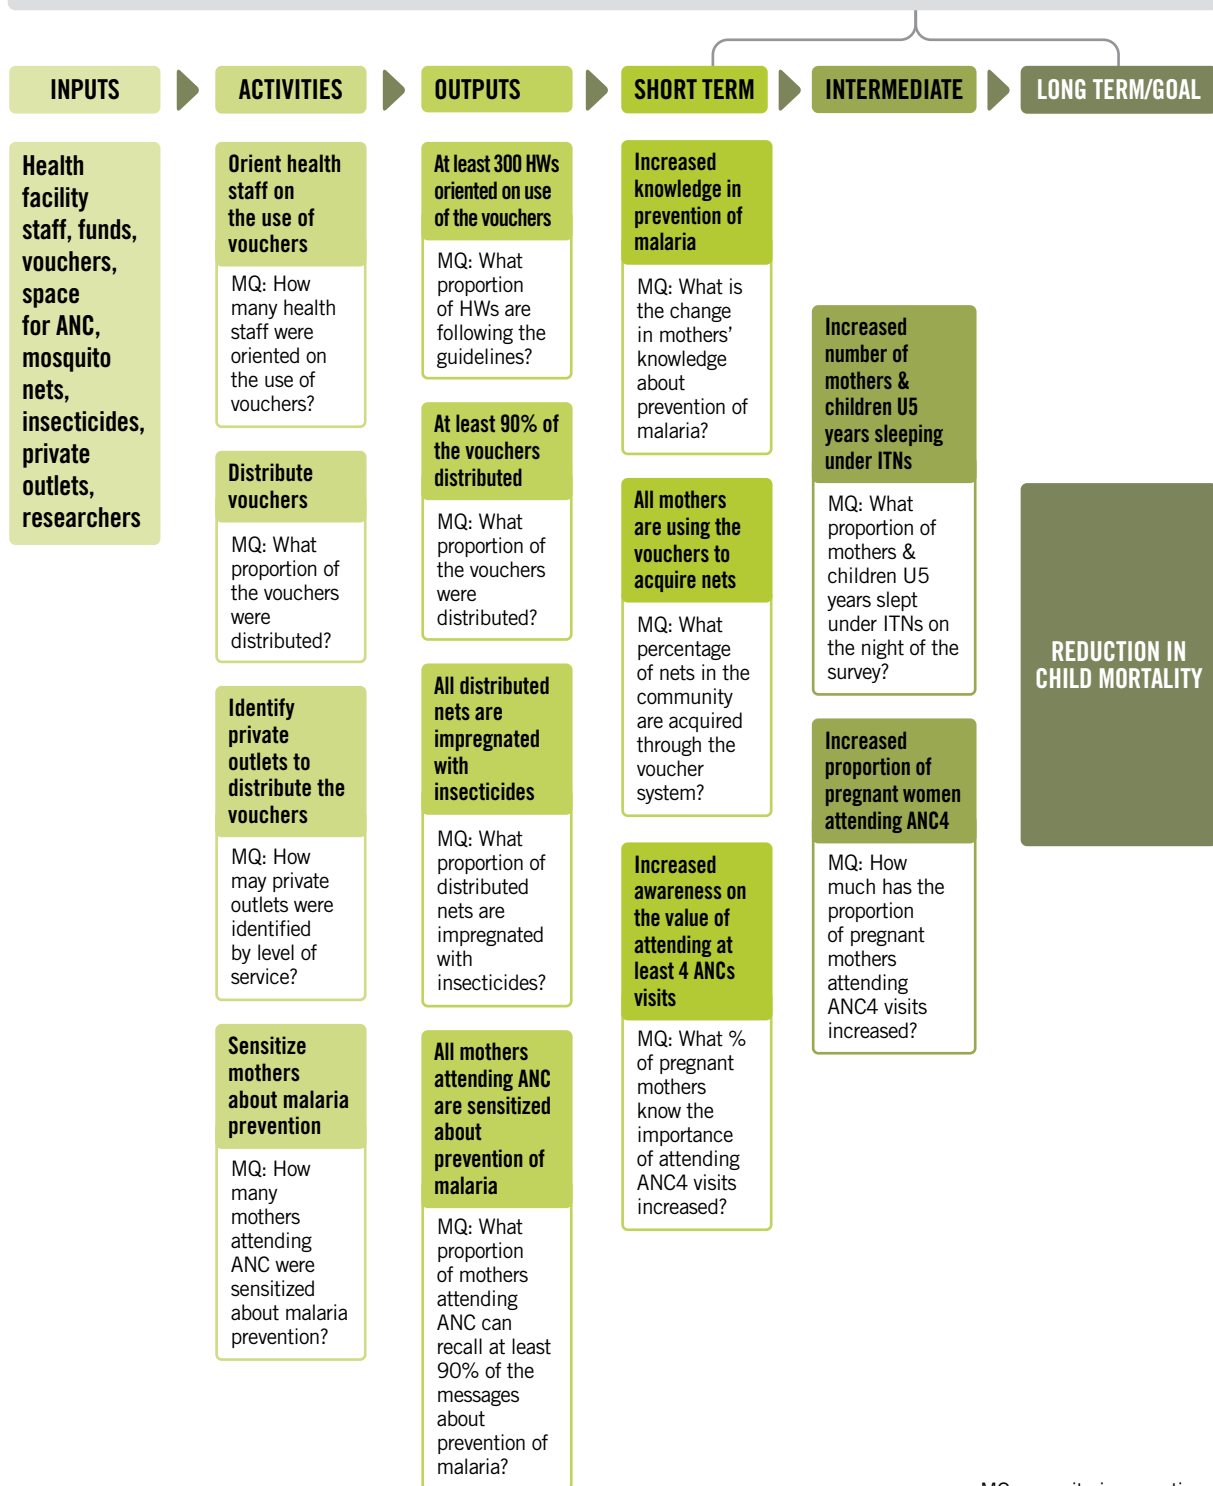 INPUTS
ACTIVITIES
OUTPUTS
SHORT TERM
INTERMEDIATE
LONG TERM/GOAL
Health
facility
staff, funds,
vouchers,
space
for ANC,
mosquito
nets,
insecticides,
private
outlets,
researchers
Orient health
staff on
the use of
vouchers
MQ: How
many health
staff were
oriented on
the use of
vouchers?
Distribute
vouchers
MQ: What
proportion of
the vouchers
were
distributed?
Identify
private
outlets to
distribute the
vouchers
MQ: How
may private
outlets were
identified
by level of
service?
Sensitize
mothers
about malaria
prevention
MQ: How
many
mothers
attending
ANC were
sensitized
about malaria
prevention?
At least 300 HWs
oriented on use
of the vouchers
MQ: What
proportion
of HWs are
following the
guidelines?
At least 90% of
the vouchers
distributed
MQ: What
proportion of
the vouchers
were
distributed?
All distributed
nets are
impregnated
with
insecticides
MQ: What
proportion of
distributed
nets are
impregnated
with
insecticides?
All mothers
attending ANC
are sensitized
about
prevention of
malaria
MQ: What
proportion
of mothers
attending
ANC can
recall at least
90% of the
messages
about
prevention of
malaria?
Increased
knowledge in
prevention of
malaria
MQ: What is
the change
in mothers'
knowledge
about
prevention of
malaria?
All mothers
are using the
vouchers to
acquire nets
MQ: What
percentage
of nets in the
community
are acquired
through the
voucher
system?
Increased
awareness on
the value of
attending at
least 4 ANCs
visits
MQ: What %
of pregnant
mothers
know the
importance
of attending
ANC4 visits
increased?
Increased
number of
mothers &
children U5
years sleeping
under ITNs
MQ: What
proportion of
mothers &
children U5
years slept
under ITNs on
the night of the
survey?
Increased
proportion of
pregnant women
attending ANC4
MQ: How
much has the
proportion
of pregnant
mothers
attending
ANC4 visits
increased?
REDUCTION IN
CHILD MORTALITY